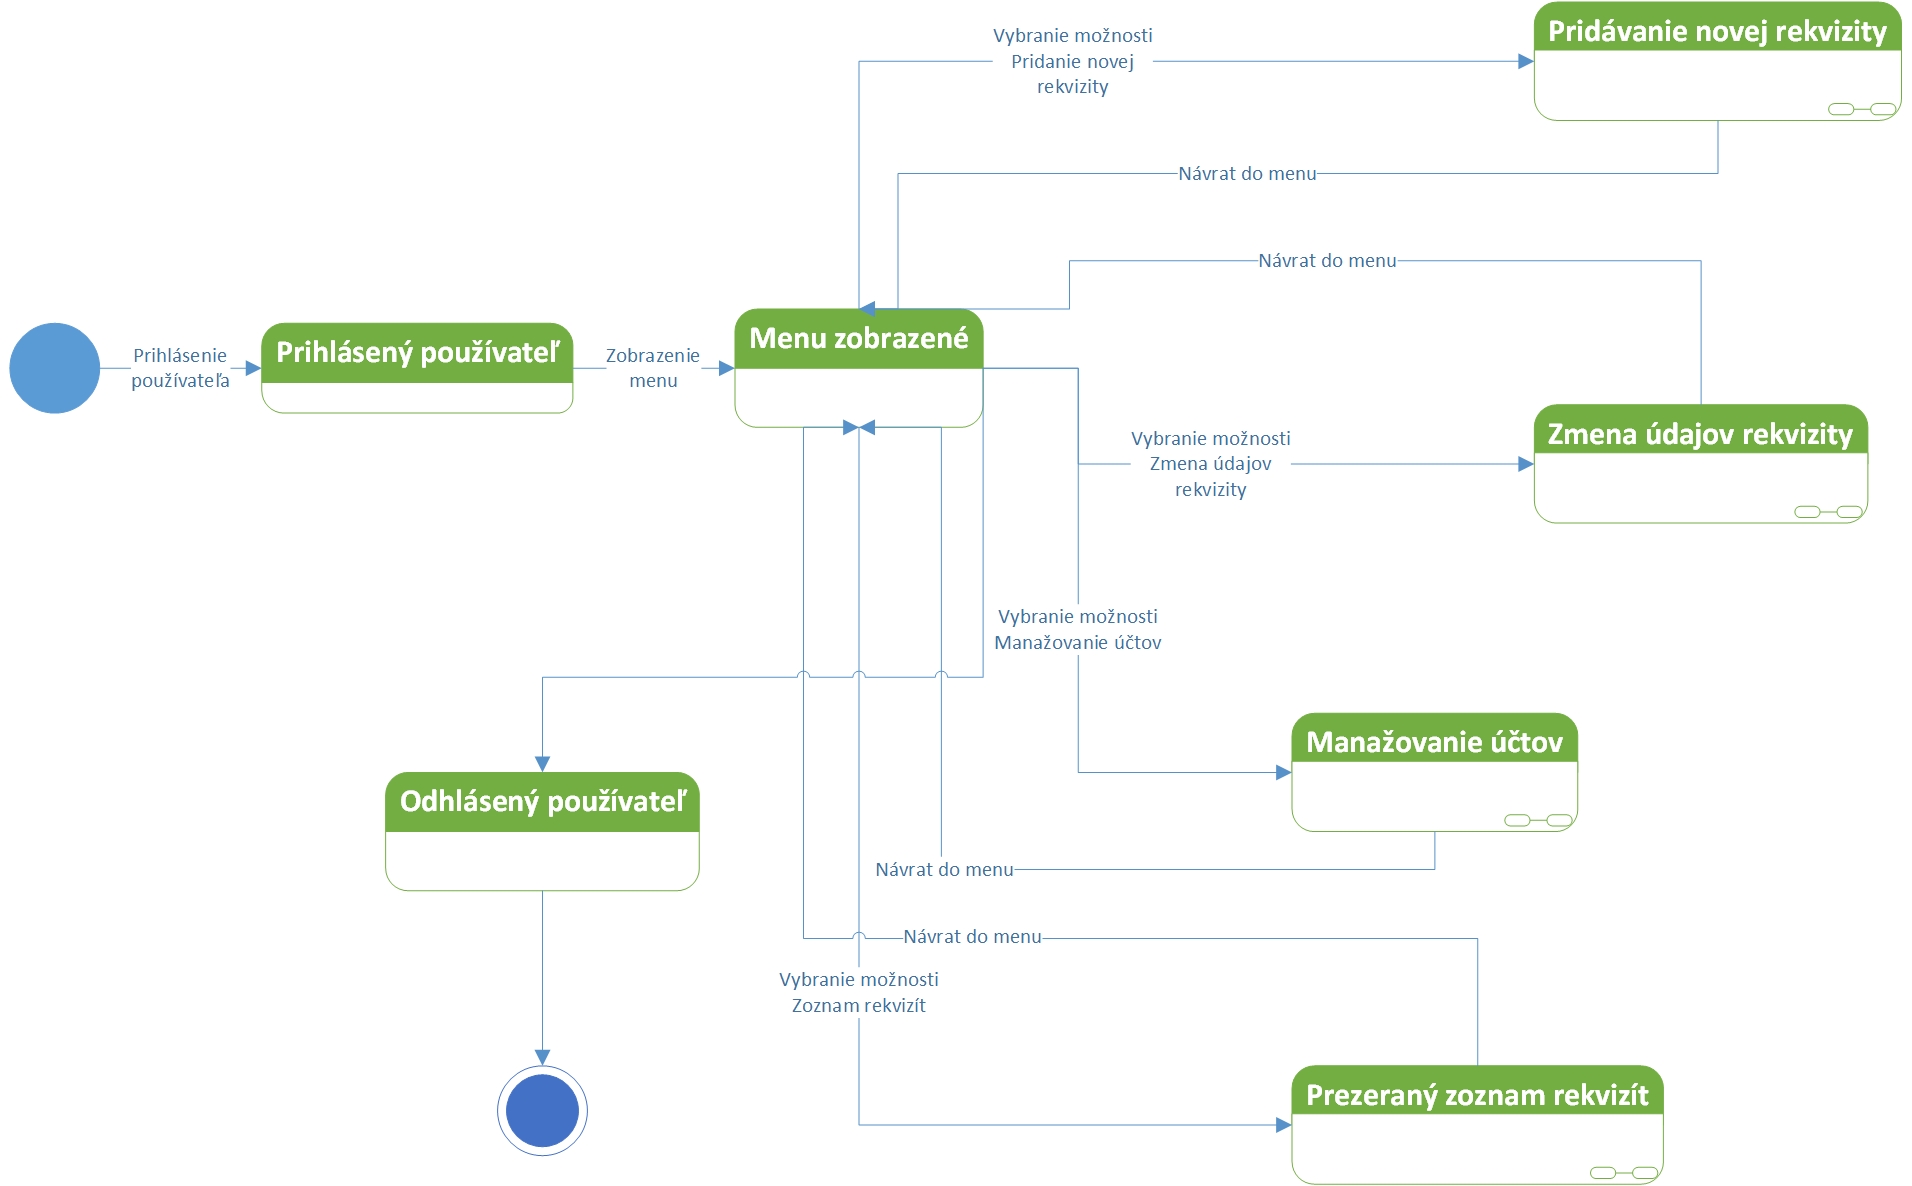 Pridávanie novej rekvizity
Vybranie možnosti
Pridanie novej
rekvizity
Návrat do menu
Návrat do menu
Prihlásenie
používateľa
Prihlásený používateľ
Zobrazenie
menu
Menu zobrazené
Vybranie možnosti
Zmena údajov
rekvizity
Zmena údajov rekvizity
Vybranie možnosti
Manažovanie účtov
Manažovanie účtov
Odhlásený používateľ
Návrat do menu
Návrat do menu
Vybranie možnosti
Zoznam rekvizít
Prezeraný zoznam rekvizít